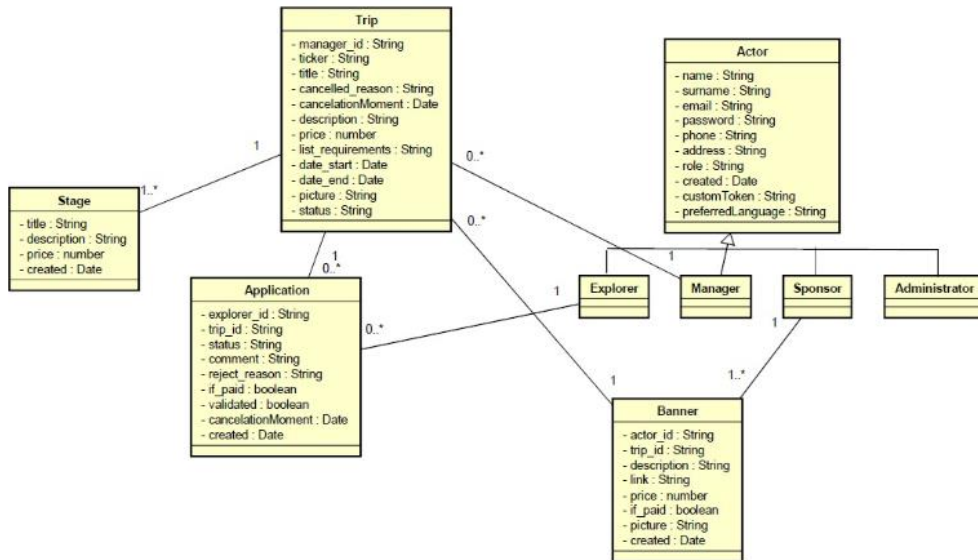 Trip
- manager_id : String
- ticker : String
- title : String
- cancelled_reason : String
- cancelationMoment : Date
- description : String
- price : number
- list_requirements : String
- date_start : Date
- date_end : Date
- picture : String
- status : String
Actor
- name : String
- surname : String
- email : String
- password : String
- phone : String
- address : String
- role : String
- created : Date
- customToken : String
- preferredLanguage : String
1
1..*
0..*
0..*
Stage
- title : String
- description : String
- price : number
- created : Date
1
0..*
Application
- explorer_id : String
- trip_id : String
- status : String
- comment : String
- reject_reason : String
- if_paid : boolean
- validated : boolean
- cancelationMoment : Date
- created : Date
1
0..*
1
Explorer
Manager
Sponsor
Administrator
1
1..*
1
Banner
- actor_id : String
- trip_id : String
- description : String
- link : String
- price : number
- if_paid : boolean
- picture : String
- created : Date